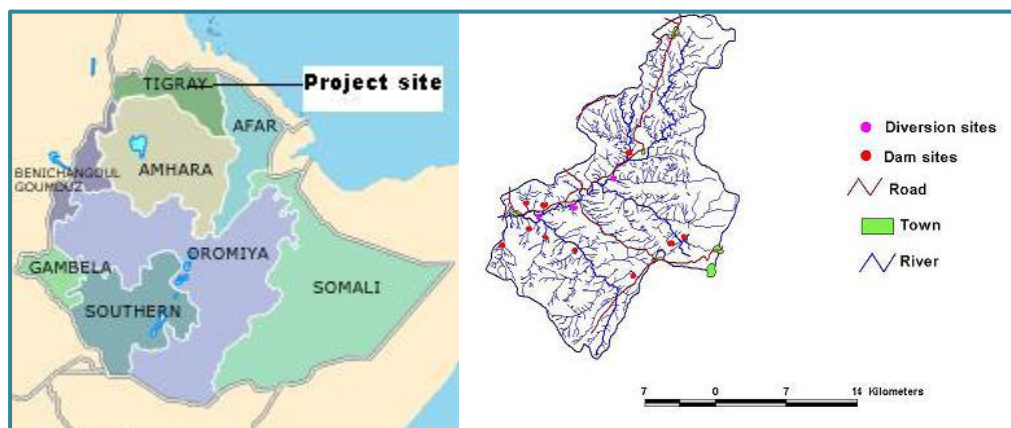 TIGRAY
Project site
AFAR
AMHARA
BENICHANGOUL
GOUMOUZ
OROMIYA
GAMBELA
SOMALI
SOUTHERN
Diversion sites
Dam sites
Road
Town
River
7 0 7 14 Kilometers